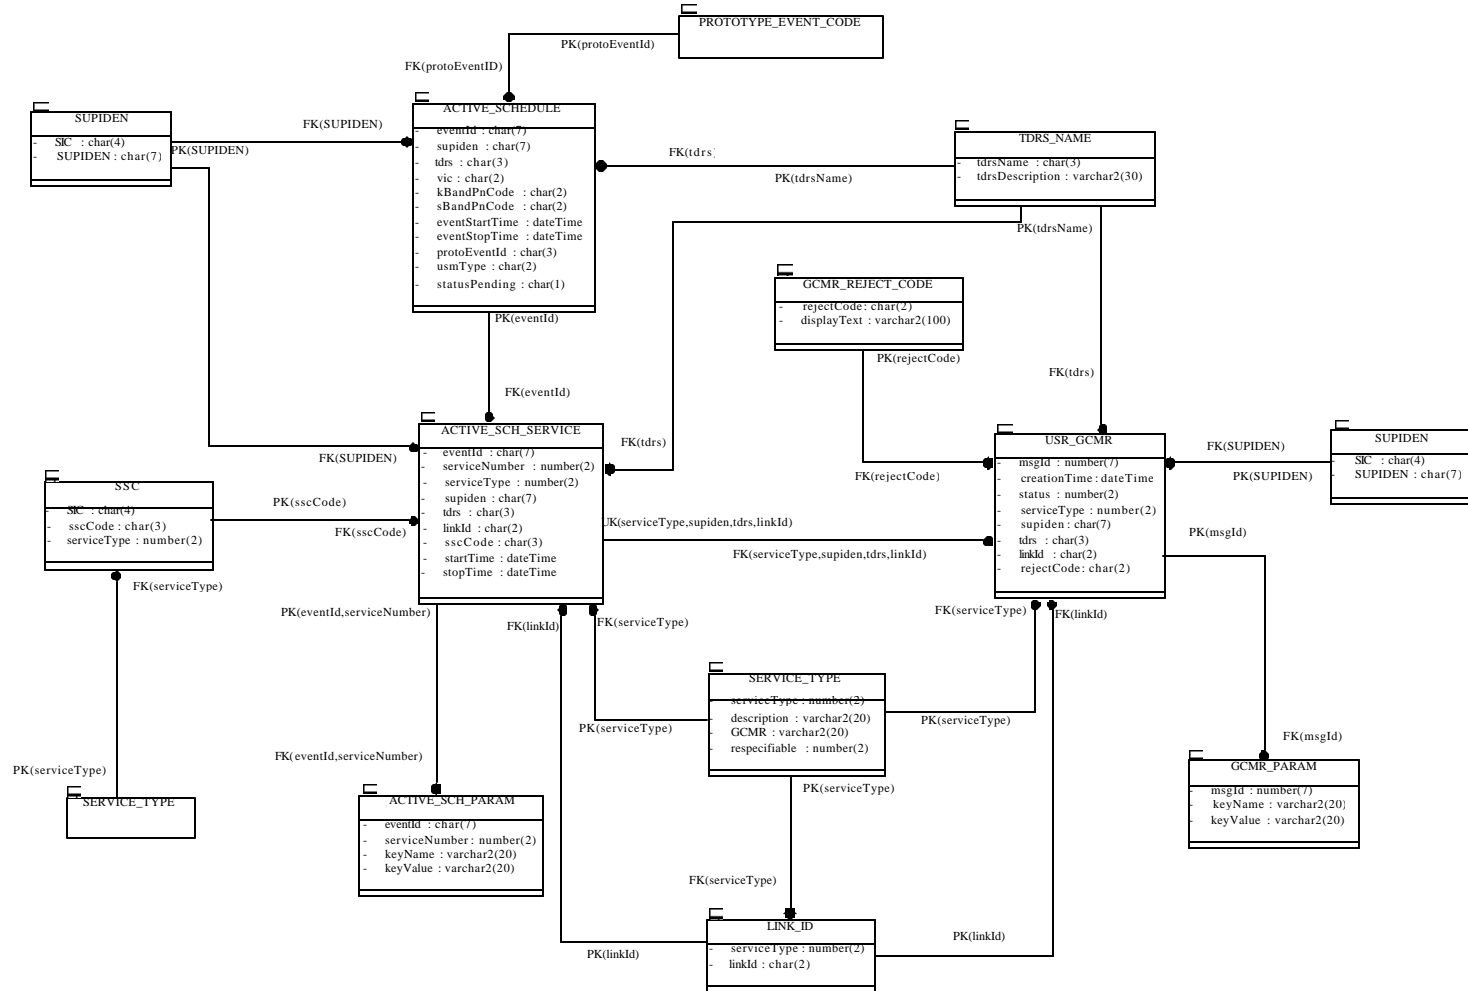 PROTOTYPE_EVENT_CODE
PK(protoEventId)
FK(protoEventID)
SUPIDEN
- SIC : char(4)
- SUPIDEN : char(7)
FK(SUPIDEN)
PK(SUPIDEN)
ACTIVE_SCHEDULE
- eventId : char(7)
- supiden : char(7)
- tdrs : char(3)
- vic : char(2)
- kBandPnCode : char(2)
- sBandPnCode : char(2)
- eventStartTime : dateTime
- eventStopTime : dateTime
- protoEventId : char(3)
- usmType : char(2)
- statusPending : char(1)
PK(eventId)
FK(tdrs)
PK(tdrsName)
TDRS_NAME
- tdrsName : char(3)
- tdrsDescription : varchar2(30)
PK(tdrsName)
GCMR_REJECT_CODE
- rejectCode : char(2)
- displayText : varchar2(100)
PK(rejectCode)
FK(tdrs)
FK(eventId)
FK(SUPIDEN)
ACTIVE_SCH_SERVICE
- eventId : char(7)
- serviceNumber : number(2)
- serviceType : number(2)
- supiden : char(7)
- tdrs : char(3)
- linkId : char(2)
- sscCode : char(3)
- startTime : dateTime
- stopTime : dateTime
FK(tdrs)
FK(rejectCode)
USR_GCMR
- msgId : number(7)
- creationTime : dateTime
- status : number(2)
- serviceType : number(2)
- supiden : char(7)
- tdrs : char(3)
- linkId : char(2)
- rejectCode: char(2)
FK(SUPIDEN)
PK(SUPIDEN)
SUPIDEN
- SIC : char(4)
- SUPIDEN : char(7)
SSC
- SIC : char(4)
- sscCode : char(3)
- serviceType : number(2)
PK(sscCode)
FK(sscCode)
UK(serviceType,supiden,tdrs,linkId)
FK(serviceType,supiden,tdrs,linkId)
PK(msgId)
FK(serviceType)
PK(eventId,serviceNumber)
FK(linkId)
FK(serviceType)
FK(serviceType)
FK(linkId)
SERVICE_TYPE
- serviceType : number(2)
- description : varchar2(20)
- GCMR : varchar2(20)
- respecifiable : number(2)
PK(serviceType)
PK(serviceType)
PK(serviceType)
FK(msgId)
FK(eventId,serviceNumber)
PK(serviceType)
SERVICE_TYPE
ACTIVE_SCH_PARAM
- eventId : char(7)
- serviceNumber : number(2)
- keyName : varchar2(20)
- keyValue : varchar2(20)
GCMR_PARAM
- msgId : number(7)
- keyName : varchar2(20)
- keyValue : varchar2(20)
FK(serviceType)
LINK_ID
- serviceType : number(2)
- linkId : char(2)
PK(linkId)
PK(linkId)